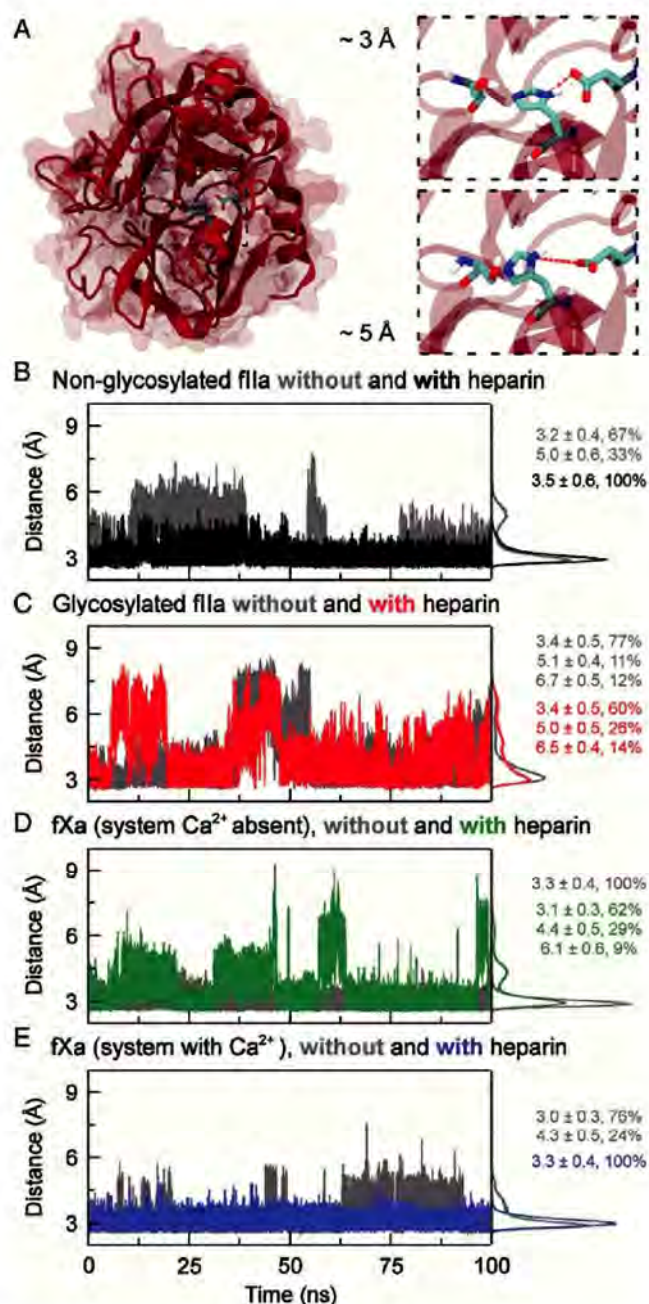 A
~ 3 Å
~ 5 Å
B
Non-glycosylated fIIa without and with heparin
Distance (Å)
9
6
3
3.2 ± 0.4, 67%
5.0 ± 0.6, 33%
3.5 ± 0.6, 100%
C
Glycosylated fIIa without and with heparin
Distance (Å)
9
6
3
3.4 ± 0.5, 77%
5.1 ± 0.4, 11%
6.7 ± 0.5, 12%
3.4 ± 0.5, 60%
5.0 ± 0.5, 26%
6.5 ± 0.4, 14%
D
fXa (system Ca²⁺ absent), without and with heparin
Distance (Å)
9
6
3
3.3 ± 0.4, 100%
3.1 ± 0.3, 62%
4.4 ± 0.5, 29%
6.1 ± 0.6, 9%
E
fXa (system with Ca²⁺), without and with heparin
Distance (Å)
9
6
3
3.0 ± 0.3, 76%
4.3 ± 0.5, 24%
3.3 ± 0.4, 100%
0
25
50
75
100
Time (ns)